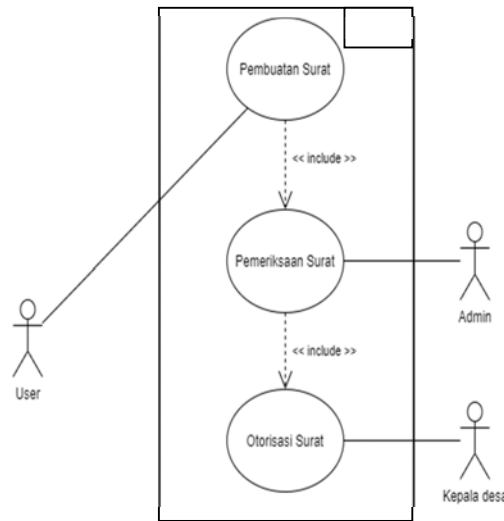 Pembuatan Surat
<< include >>
Pemeriksaan Surat
Admin
<< include >>
User
Otorisasi Surat
Kepala desa